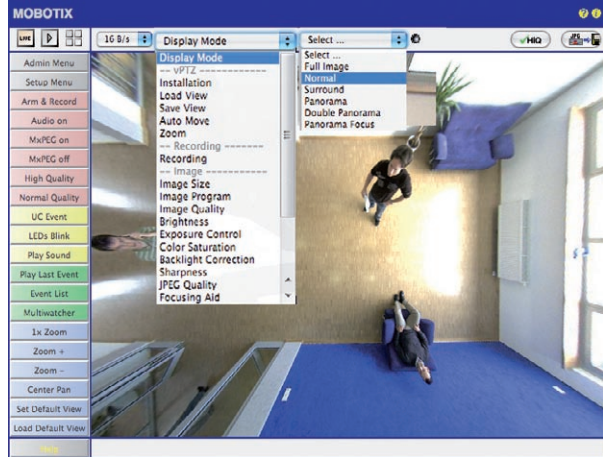 MOBOTIX
LIVE
16 B/s
Display Mode
Select ...
HIQ
Admin Menu
Setup Menu
Arm & Record
Audio on
MxPEG on
MxPEG off
High Quality
Normal Quality
UC Event
LEDs Blink
Play Sound
Play Last Event
Event List
Multiwatcher
1x Zoom
Zoom +
Zoom -
Center Pan
Set Default View
Load Default View
Help
Display Mode
-- vPTZ ------------
Installation
Load View
Save View
Auto Move
Zoom
-- Recording -------
Recording
-- Image -----------
Image Size
Image Program
Image Quality
Brightness
Exposure Control
Color Saturation
Backlight Correction
Sharpness
JPEG Quality
Focusing Aid
Select ...
Full Image
Normal
Surround
Panorama
Double Panorama
Panorama Focus